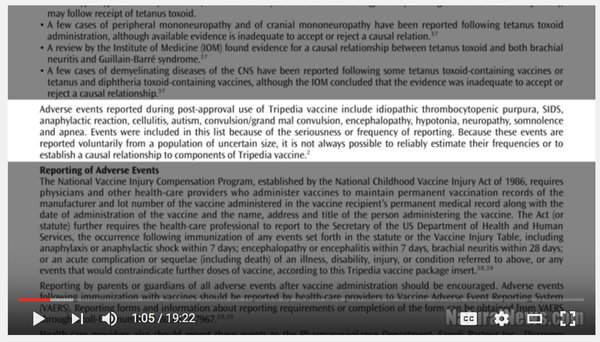 may follow receipt of tetanus toxoid.
• A few cases of peripheral mononeuropathy and of cranial mononeuropathy have been reported following tetanus toxoid
administration, although available evidence is inadequate to accept or reject a causal relation.37
• A review by the Institute of Medicine (IOM) found evidence for a causal relationship between tetanus toxoid and both brachial
neuritis and Guillain-Barré syndrome.37
• A few cases of demyelinating diseases of the CNS have been reported following some tetanus toxoid-containing vaccines or
tetanus and diphtheria toxoid-containing vaccines, although the IOM concluded that the evidence was inadequate to accept or
reject a causal relationship.37
Adverse events reported during post-approval use of Tripedia vaccine include idiopathic thrombocytopenic purpura, SIDS,
anaphylactic reaction, cellulitis, autism, convulsion/grand mal convulsion, encephalopathy, hypotonia, neuropathy, somnolence
and apnea. Events were included in this list because of the seriousness or frequency of reporting. Because these events are
reported voluntarily from a population of uncertain size, it is not always possible to reliably estimate their frequencies or to
establish a causal relationship to components of Tripedia vaccine.2
Reporting of Adverse Events
The National Vaccine Injury Compensation Program, established by the National Childhood Vaccine Injury Act of 1986, requires
physicians and other health-care providers who administer vaccines to maintain permanent vaccination records of the
manufacturer and lot number of the vaccine administered in the vaccine recipient's permanent medical record along with the
date of administration of the vaccine and the name, address and title of the person administering the vaccine. The Act (or
statute) further requires the health-care professional to report to the Secretary of the US Department of Health and Human
Services, the occurrence following immunization of any events set forth in the statute or the Vaccine Injury Table, including
anaphylaxis or anaphylactic shock within 7 days; encephalopathy or encephalitis within 7 days, brachial neuritis within 28 days;
or an acute complication or sequelae (including death) of an illness, disability, injury, or condition referred to above, or any
events that would contraindicate further doses of vaccine, according to this Tripedia vaccine package insert.38,39
Reporting by parents or guardians of all adverse events after vaccine administration should be encouraged. Adverse events
following immunization with vaccines should be reported by health-care providers to Vaccine Adverse Event Reporting System
(VAERS). Reporting forms and information about reporting requirements or completion of the form can be obtained from VAERS
through 7967.38,39
1:05 / 19:22
CC
Health-care providers also should report these events to the Pharmacovigilance Department, Sanofi Pasteur Inc., Discovery